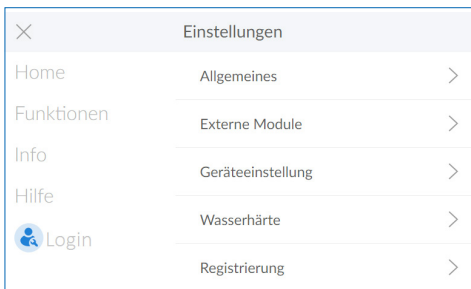 Einstellungen
Home
Funktionen
Info
Hilfe
Login
Allgemeines
Externe Module
Geräteeinstellung
Wasserhärte
Registrierung